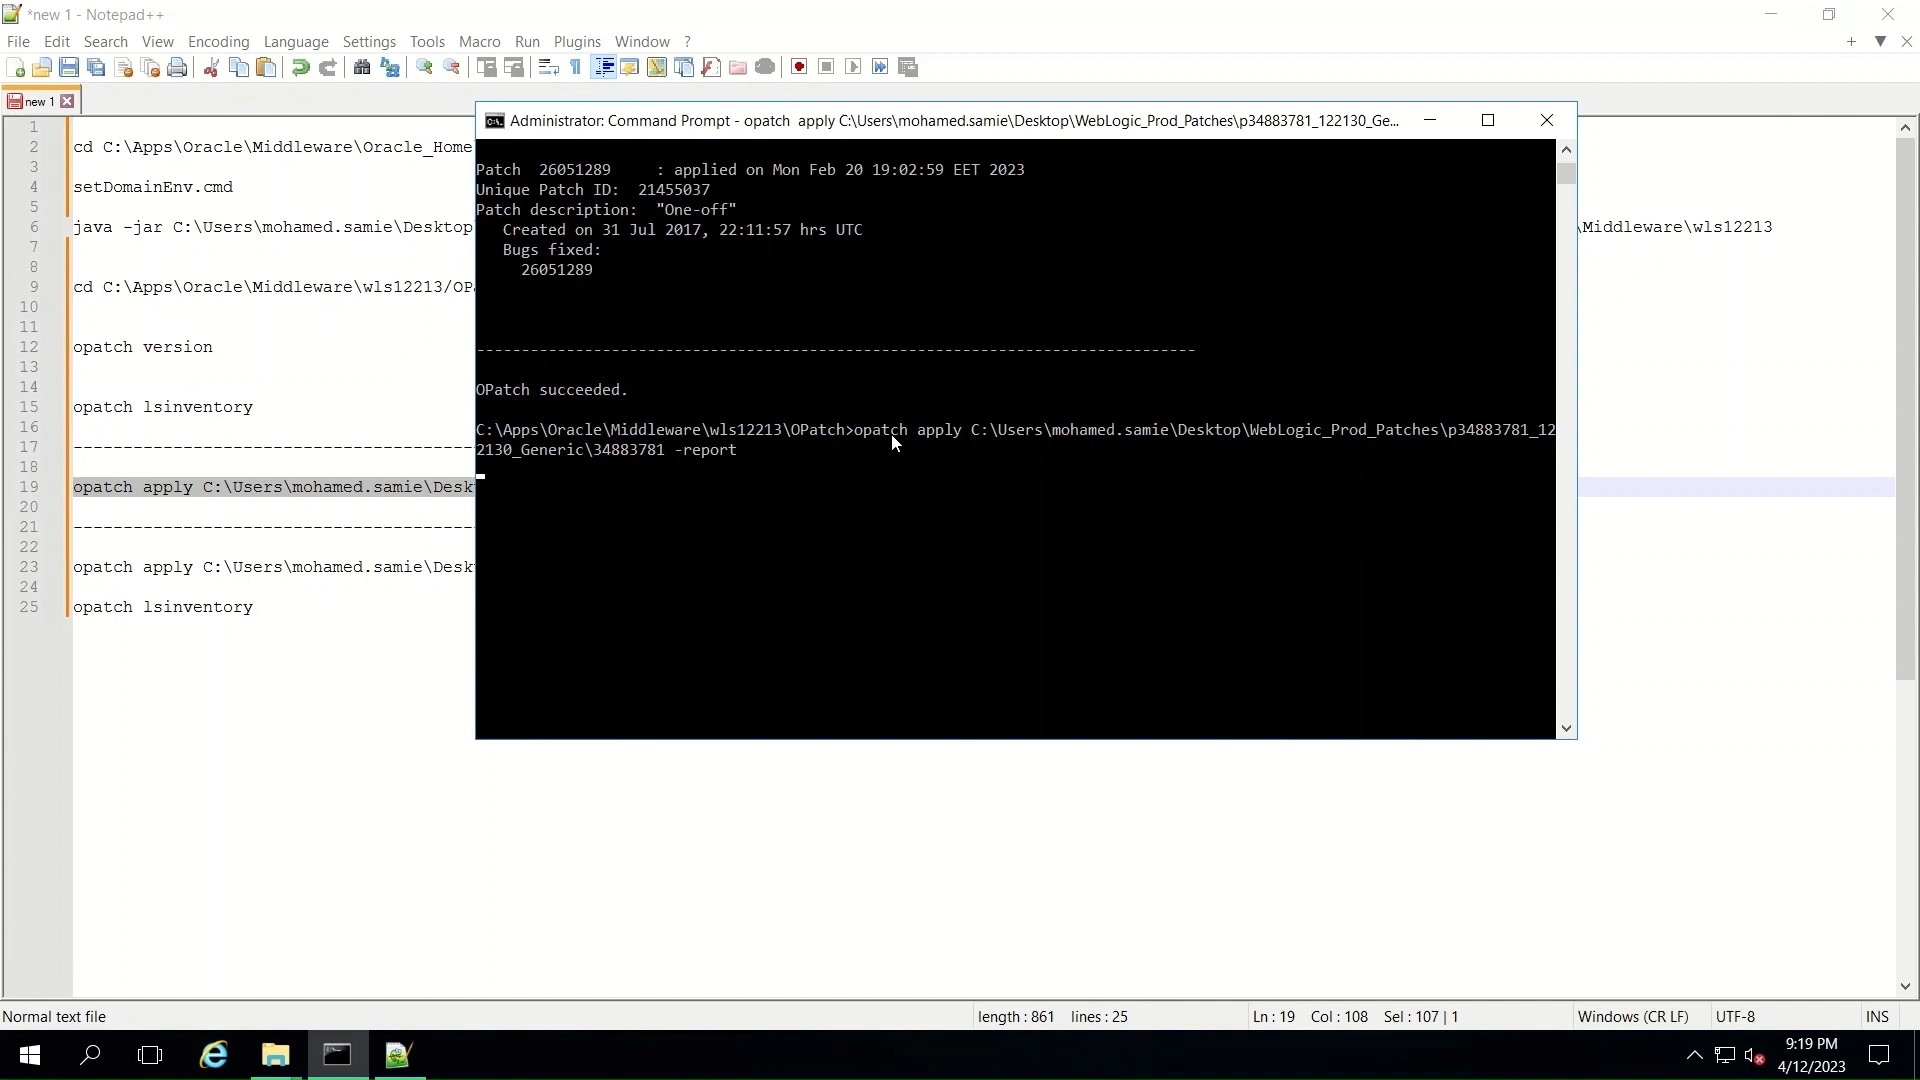 *new 1 - Notepad++
File Edit Search View Encoding Language Settings Tools Macro Run Plugins Window ?
new 1
1
2 cd C:\Apps\Oracle\Middleware\Oracle_Home
3
4 setDomainEnv.cmd
5
6 java -jar C:\Users\mohamed.samie\Desktop \Middleware\wls12213
7
8
9 cd C:\Apps\Oracle\Middleware\wls12213/OPa
10
11
12 opatch version
13
14
15 opatch lsinventory
16
17 ----------------------------------------
18
19 opatch apply C:\Users\mohamed.samie\Desk
20
21 ----------------------------------------
22
23 opatch apply C:\Users\mohamed.samie\Desk
24
25 opatch lsinventory
Administrator: Command Prompt - opatch apply C:\Users\mohamed.samie\Desktop\WebLogic_Prod_Patches\p34883781_122130_Ge...
Patch 26051289 : applied on Mon Feb 20 19:02:59 EET 2023
Unique Patch ID: 21455037
Patch description: "One-off"
Created on 31 Jul 2017, 22:11:57 hrs UTC
Bugs fixed:
26051289
--------------------------------------------------------------------------------
OPatch succeeded.
C:\Apps\Oracle\Middleware\wls12213\OPatch>opatch apply C:\Users\mohamed.samie\Desktop\WebLogic_Prod_Patches\p34883781_12
2130_Generic\34883781 -report
Normal text file length : 861 lines : 25 Ln : 19 Col : 108 Sel : 107 | 1 Windows (CR LF) UTF-8 INS
9:19 PM
4/12/2023